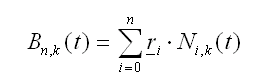 $B_{n,k}(t) = \sum_{i=0}^{n} \underline{r}_i \cdot N_{i,k}(t)$